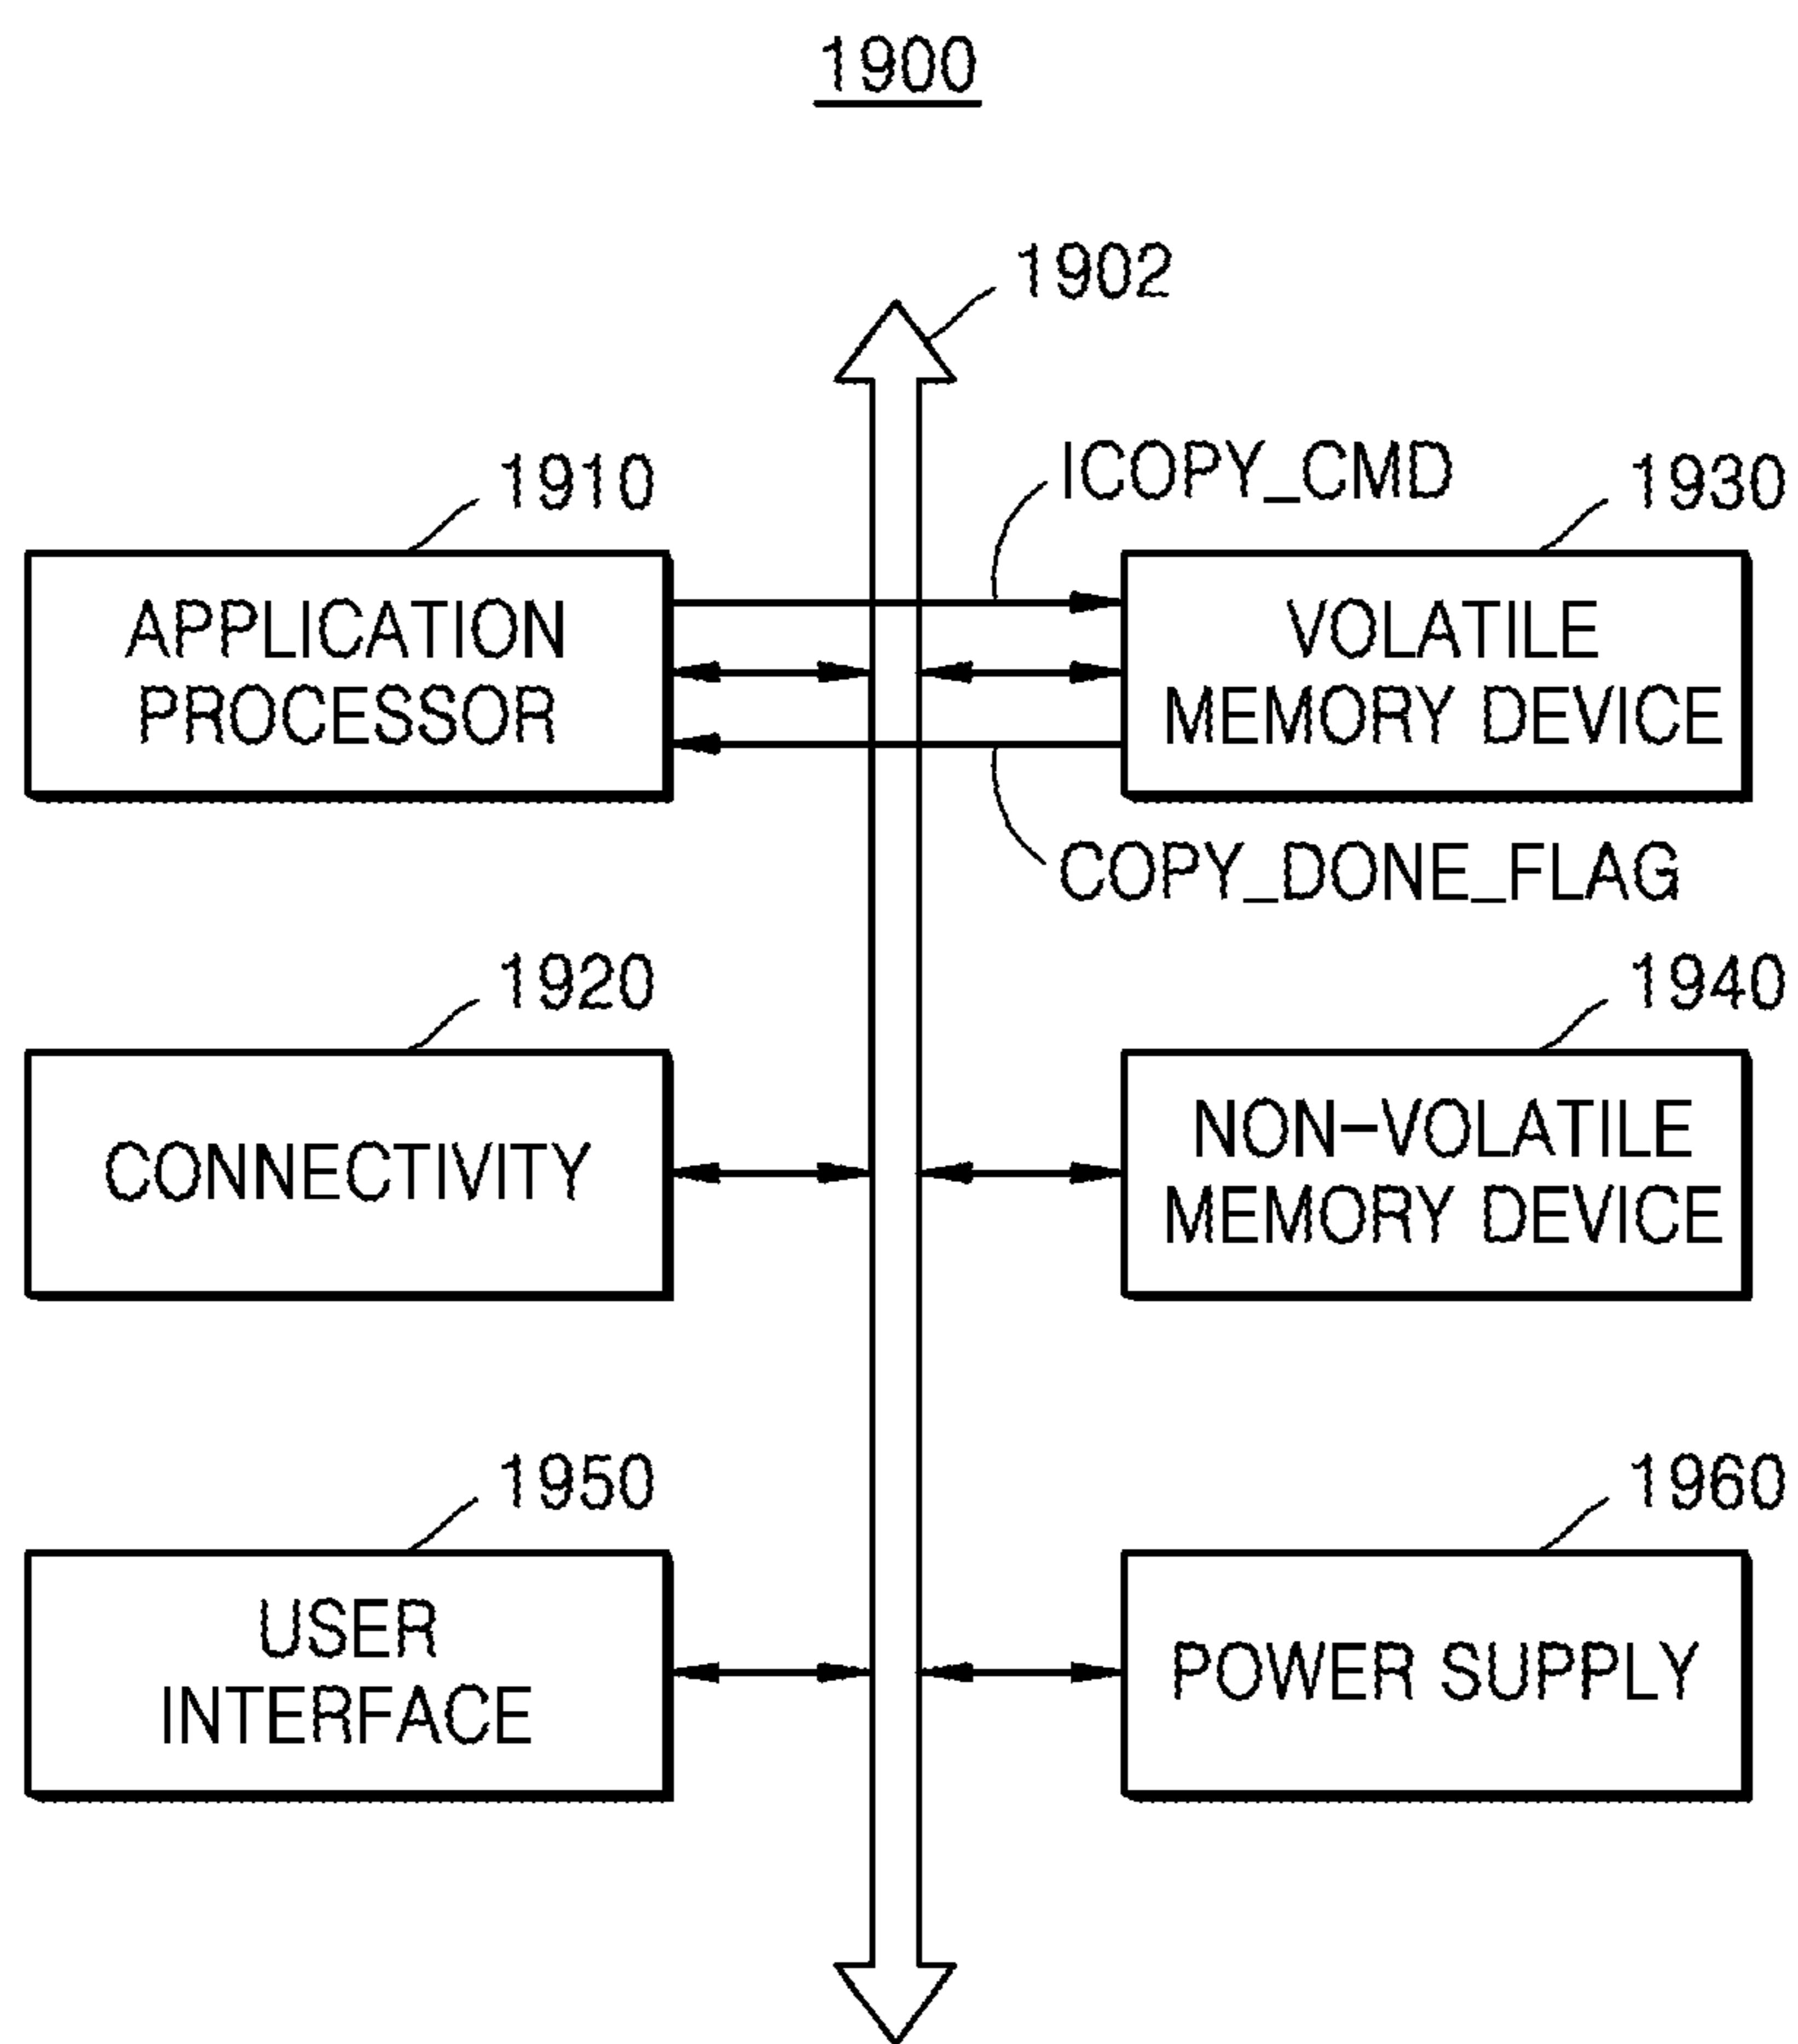 1900
1902
ICOPY_CMD
1910
1930
APPLICATION
PROCESSOR
VOLATILE
MEMORY DEVICE
COPY_DONE_FLAG
1920
1940
CONNECTIVITY
NON-VOLATILE
MEMORY DEVICE
1950
1960
USER
INTERFACE
POWER SUPPLY